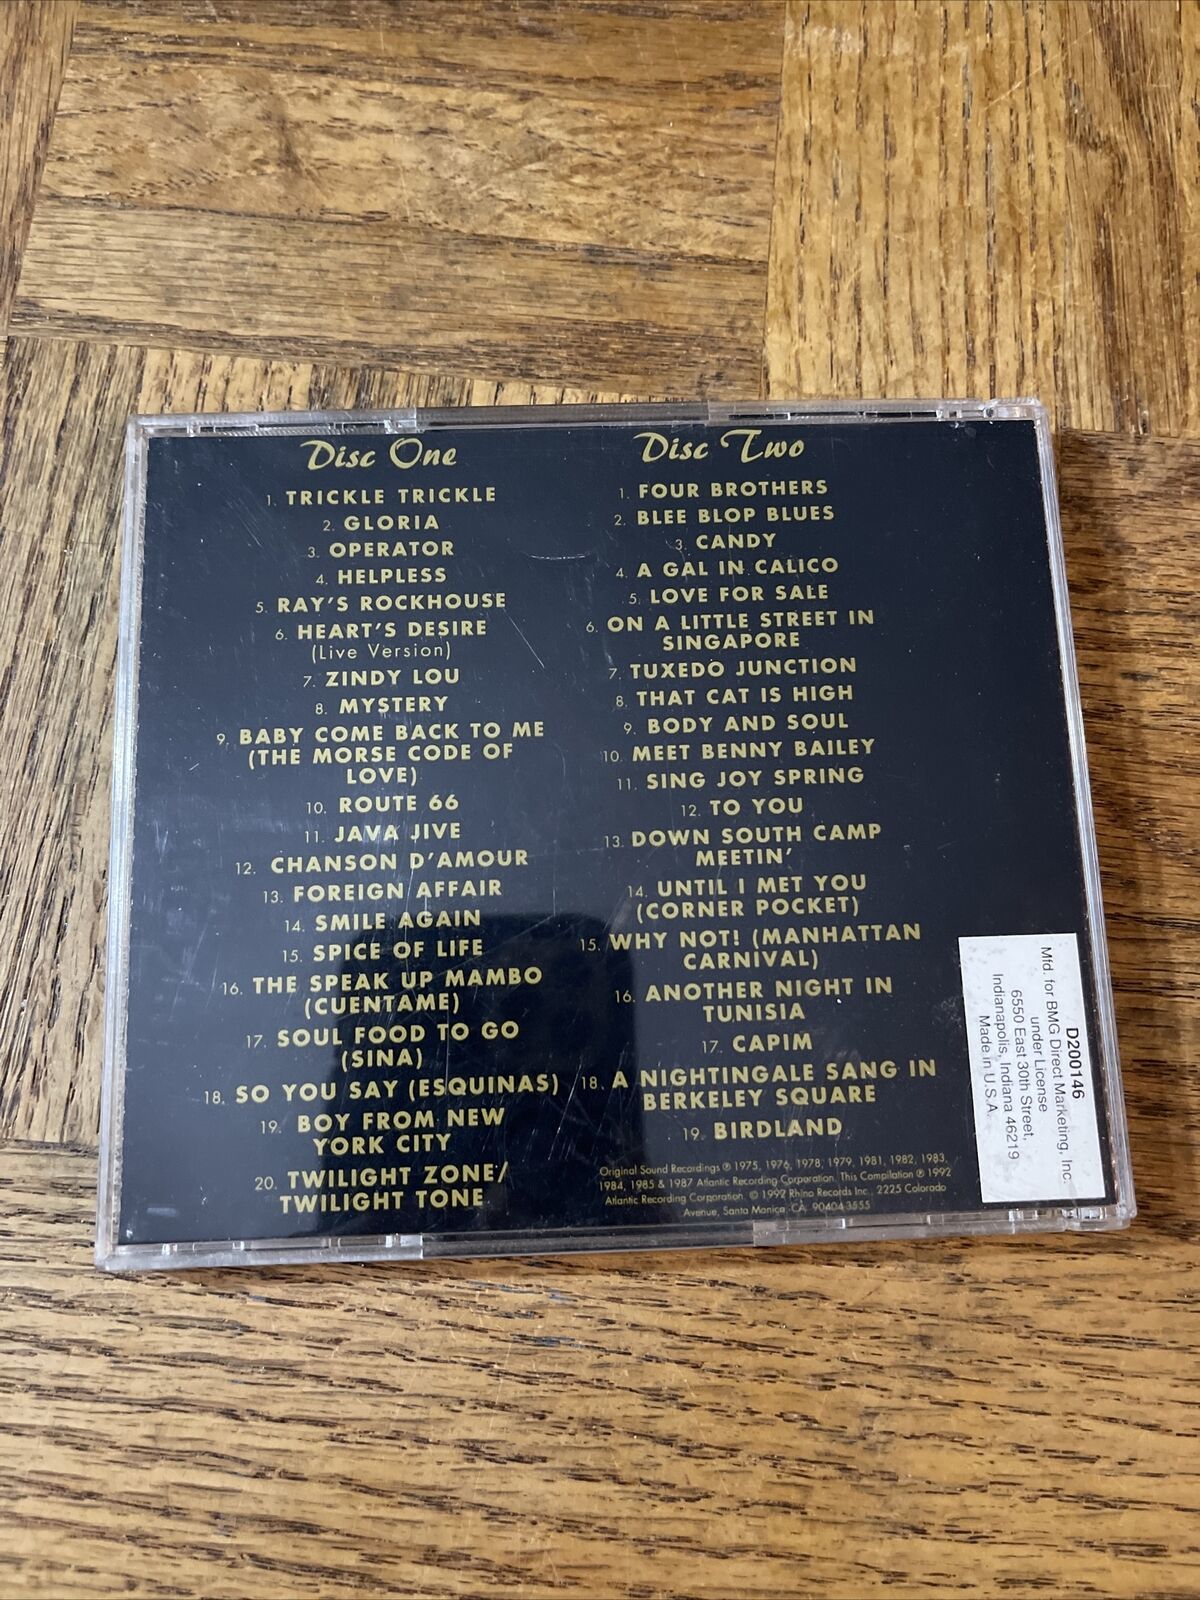 Disc One
1. TRICKLE TRICKLE
2. GLORIA
3. OPERATOR
4. HELPLESS
5. RAY'S ROCKHOUSE
6. HEART'S DESIRE
(Live Version)
7. ZINDY LOU
8. MYSTERY
9. BABY COME BACK TO ME
(THE MORSE CODE OF
LOVE)
10. ROUTE 66
11. JAVA JIVE
12. CHANSON D'AMOUR
13. FOREIGN AFFAIR
14. SMILE AGAIN
15. SPICE OF LIFE
16. THE SPEAK UP MAMBO
(CUENTAME)
17. SOUL FOOD TO GO
(SINA)
18. SO YOU SAY (ESQUINAS)
19. BOY FROM NEW
YORK CITY
20. TWILIGHT ZONE/
TWILIGHT TONE
Disc Two
1. FOUR BROTHERS
2. BLEE BLOP BLUES
3. CANDY
4. A GAL IN CALICO
5. LOVE FOR SALE
6. ON A LITTLE STREET IN
SINGAPORE
7. TUXEDO JUNCTION
8. THAT CAT IS HIGH
9. BODY AND SOUL
10. MEET BENNY BAILEY
11. SING JOY SPRING
12. TO YOU
13. DOWN SOUTH CAMP
MEETIN'
14. UNTIL I MET YOU
(CORNER POCKET)
15. WHY NOT! (MANHATTAN
CARNIVAL)
16. ANOTHER NIGHT IN
TUNISIA
17. CAPIM
18. A NIGHTINGALE SANG IN
BERKELEY SQUARE
19. BIRDLAND
Original Sound Recordings ℗ 1975, 1976, 1978, 1979, 1981, 1982, 1983,
1984, 1985 & 1987 Atlantic Recording Corporation. This Compilation ℗ 1992
Atlantic Recording Corporation. © 1992 Rhino Records Inc., 2225 Colorado
Avenue, Santa Monica, CA. 90404-3555
D200146
Mfd. for BMG Direct Marketing, Inc.
under License
6550 East 30th Street,
Indianapolis, Indiana 46219
Made in U.S.A.